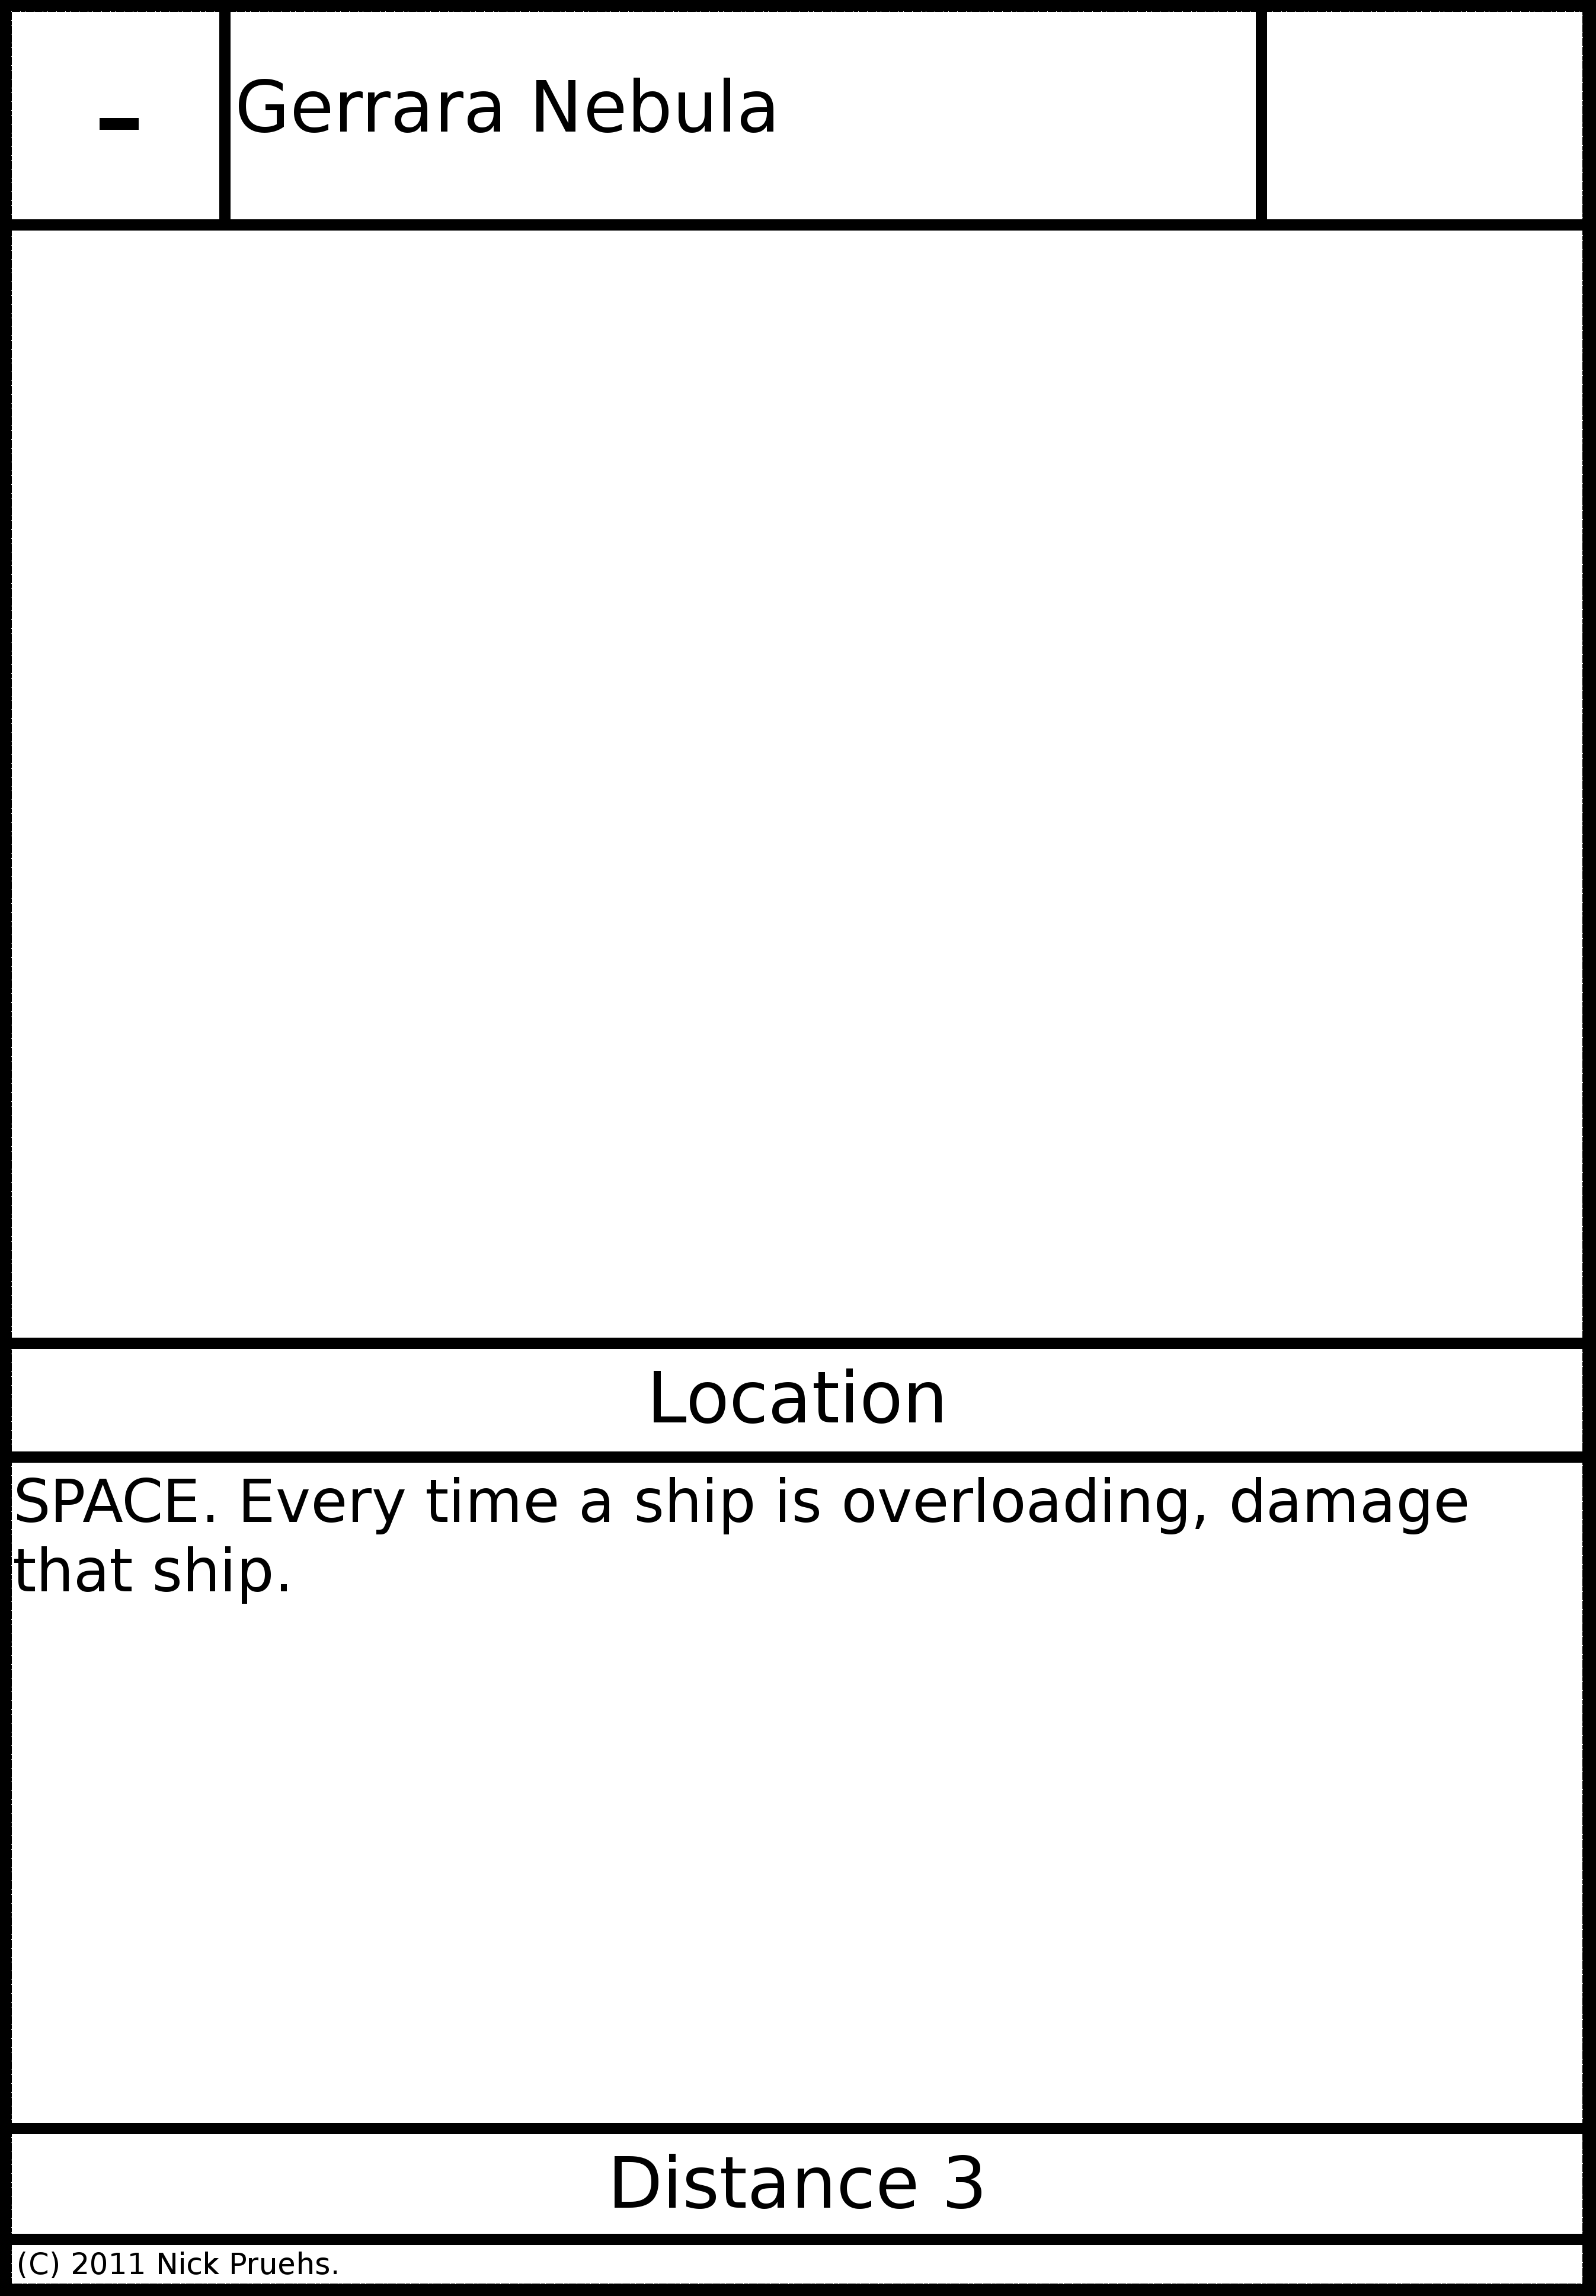 -
Gerrara Nebula
Location
SPACE. Every time a ship is overloading, damage
that ship.
Distance 3
(C) 2011 Nick Pruehs.